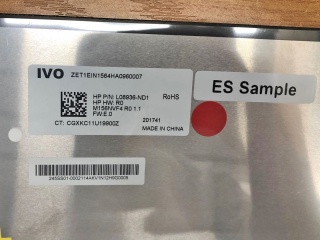 IVO ZET1EIN1564HA0960007
HP P/N: L08936-ND1 RoHS
HP HW: R0
M156NVF4 R0 1.1
FW:E.0
201741
CT: CGXKC11U19900Z MADE IN CHINA
ES Sample